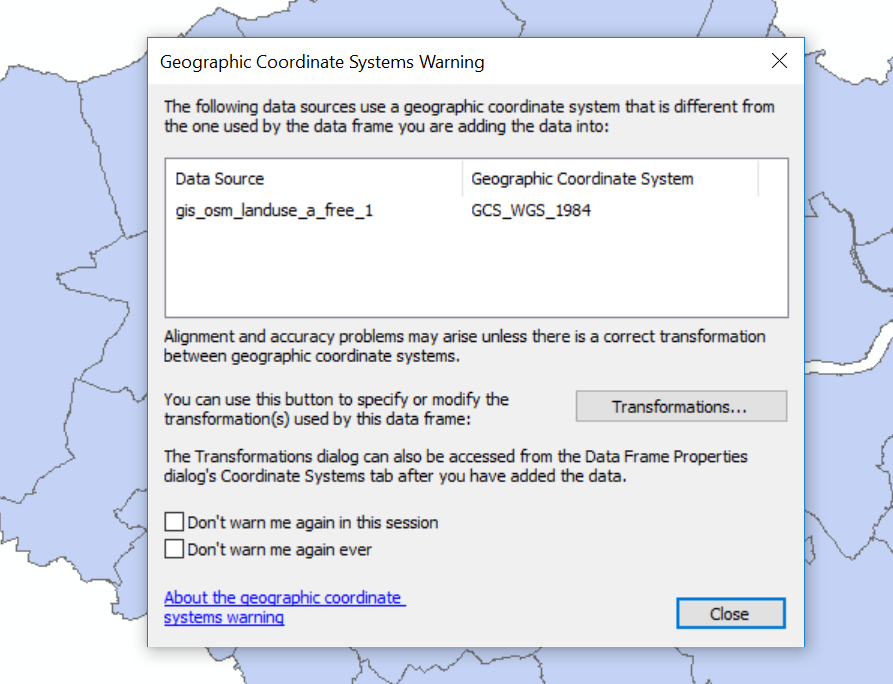 Geographic Coordinate Systems Warning
The following data sources use a geographic coordinate system that is different from
the one used by the data frame you are adding the data into:
Data Source Geographic Coordinate System
gis_osm_landuse_a_free_1 GCS_WGS_1984
Alignment and accuracy problems may arise unless there is a correct transformation
between geographic coordinate systems.
You can use this button to specify or modify the
transformation(s) used by this data frame:
Transformations...
The Transformations dialog can also be accessed from the Data Frame Properties
dialog's Coordinate Systems tab after you have added the data.
Don't warn me again in this session
Don't warn me again ever
About the geographic coordinate
systems warning
Close